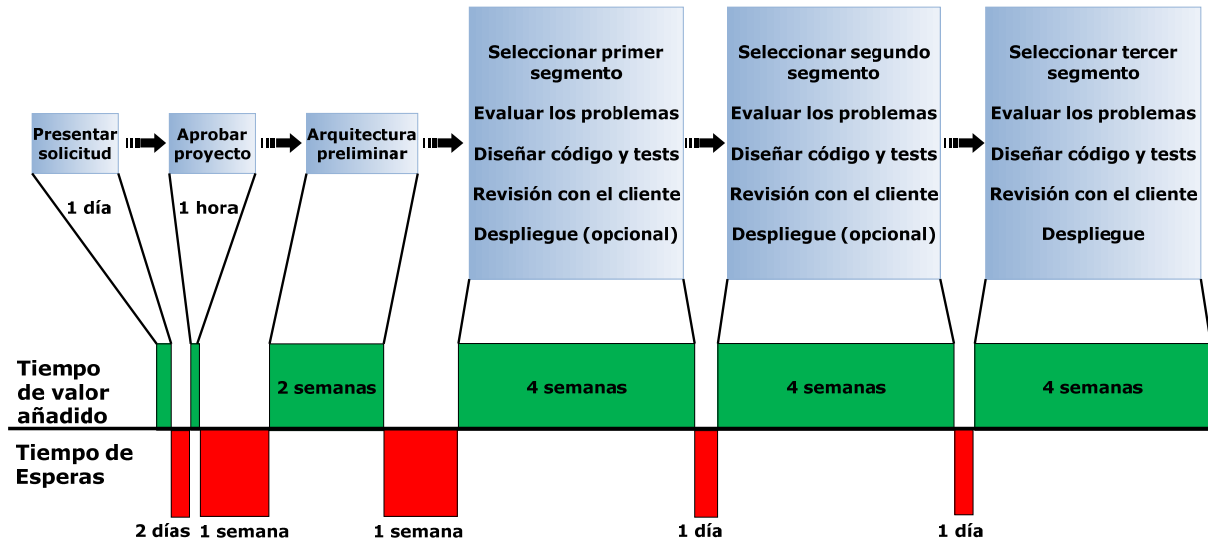 Presentar
solicitud
Aprobar
proyecto
Arquitectura
preliminar
Seleccionar primer
segmento
Evaluar los problemas
Diseñar código y tests
Revisión con el cliente
Despliegue (opcional)
Seleccionar segundo
segmento
Evaluar los problemas
Diseñar código y tests
Revisión con el cliente
Despliegue (opcional)
Seleccionar tercer
segmento
Evaluar los problemas
Diseñar código y tests
Revisión con el cliente
Despliegue
1 día
1 hora
Tiempo
de valor
añadido
2 semanas
4 semanas
4 semanas
4 semanas
Tiempo de
Esperas
2 días
1 semana
1 semana
1 día
1 día